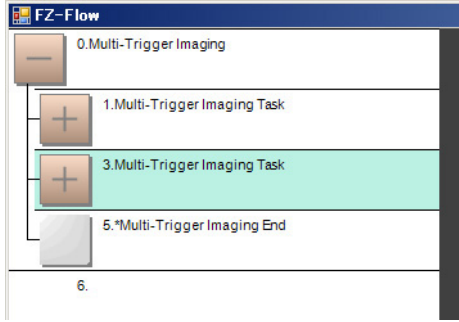 FZ-Flow
0.Multi-Trigger Imaging
1.Multi-Trigger Imaging Task
3.Multi-Trigger Imaging Task
5.*Multi-Trigger Imaging End
6.